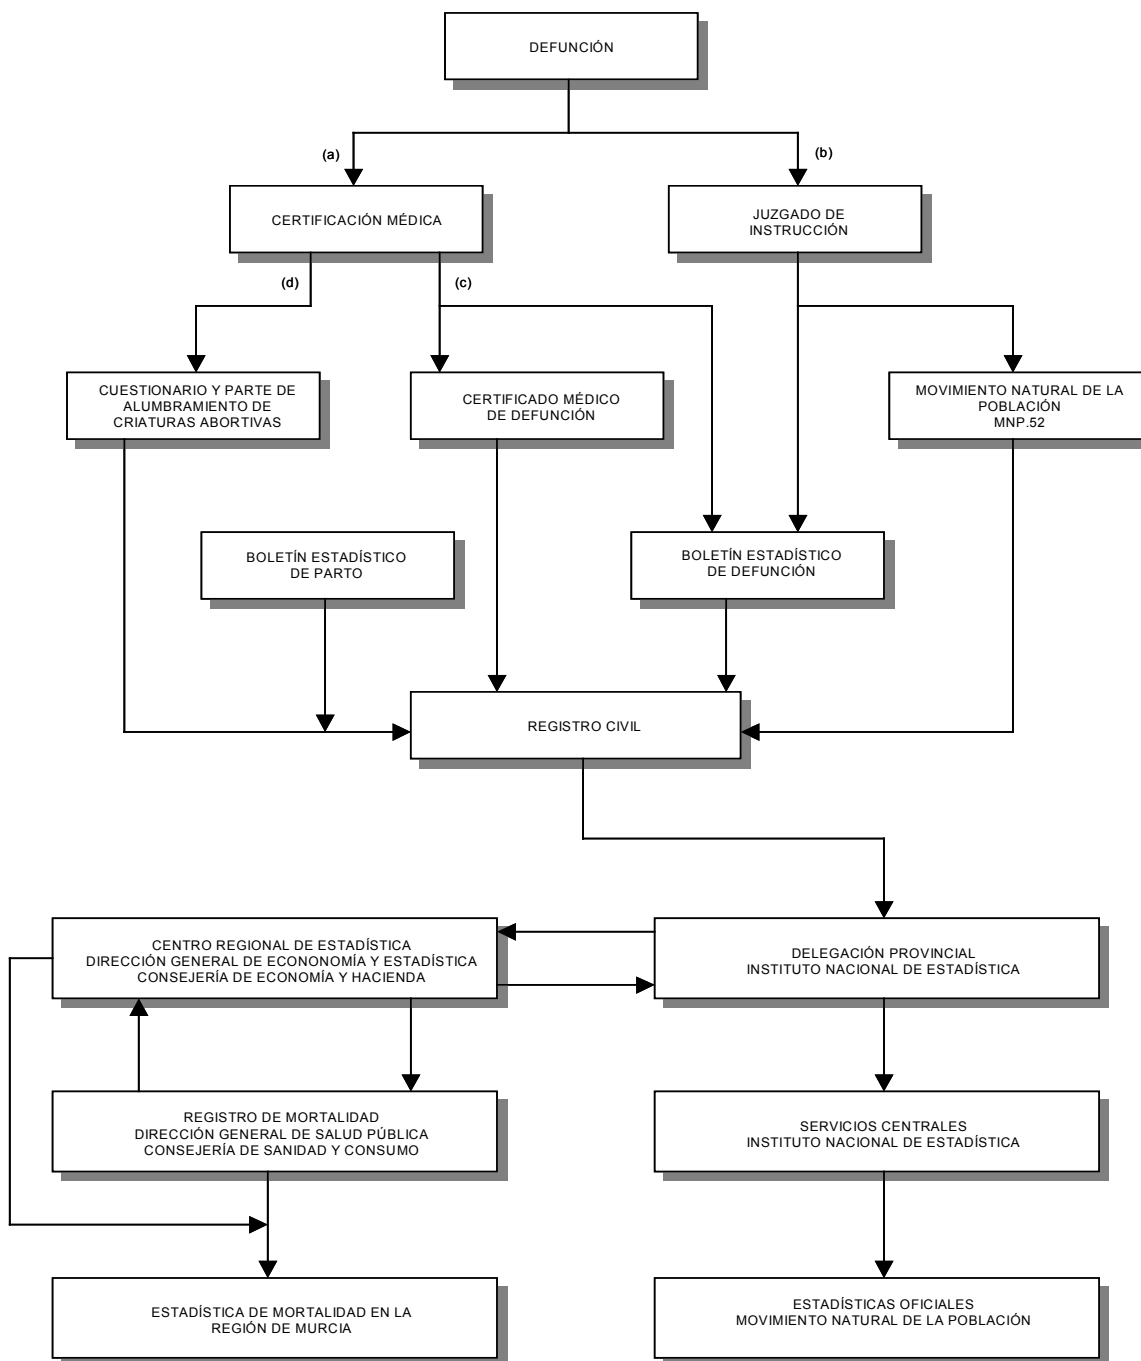 DEFUNCIÓN
(a)
(b)
CERTIFICACIÓN MÉDICA
JUZGADO DE
INSTRUCCIÓN
(d)
(c)
CUESTIONARIO Y PARTE DE
ALUMBRAMIENTO DE
CRIATURAS ABORTIVAS
CERTIFICADO MÉDICO
DE DEFUNCIÓN
MOVIMIENTO NATURAL DE LA
POBLACIÓN
MNP.52
BOLETÍN ESTADÍSTICO
DE PARTO
BOLETÍN ESTADÍSTICO
DE DEFUNCIÓN
REGISTRO CIVIL
CENTRO REGIONAL DE ESTADÍSTICA
DIRECCIÓN GENERAL DE ECONONOMÍA Y ESTADÍSTICA
CONSEJERÍA DE ECONOMÍA Y HACIENDA
DELEGACIÓN PROVINCIAL
INSTITUTO NACIONAL DE ESTADÍSTICA
REGISTRO DE MORTALIDAD
DIRECCIÓN GENERAL DE SALUD PÚBLICA
CONSEJERÍA DE SANIDAD Y CONSUMO
SERVICIOS CENTRALES
INSTITUTO NACIONAL DE ESTADÍSTICA
ESTADÍSTICA DE MORTALIDAD EN LA
REGIÓN DE MURCIA
ESTADÍSTICAS OFICIALES
MOVIMIENTO NATURAL DE LA POBLACIÓN